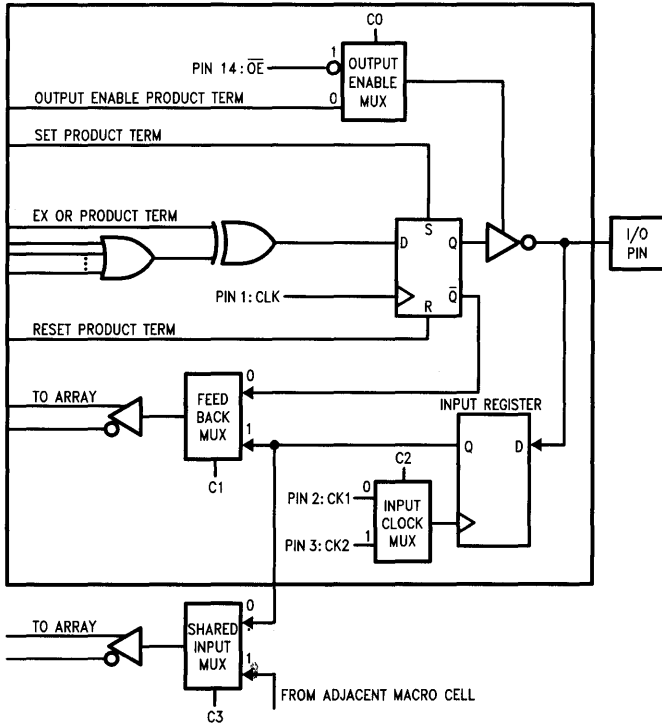 C0
1
PIN 14: O̅E̅
OUTPUT
ENABLE
MUX
OUTPUT ENABLE PRODUCT TERM
0
SET PRODUCT TERM
EX OR PRODUCT TERM
S
D
Q
I/O
PIN
PIN 1: CLK
Q̅
R
RESET PRODUCT TERM
0
TO ARRAY
FEED
BACK
MUX
1
C1
INPUT REGISTER
Q
D
C2
0
PIN 2: CK1
INPUT
CLOCK
MUX
1
PIN 3: CK2
0
TO ARRAY
SHARED
INPUT
MUX
1
FROM ADJACENT MACRO CELL
C3